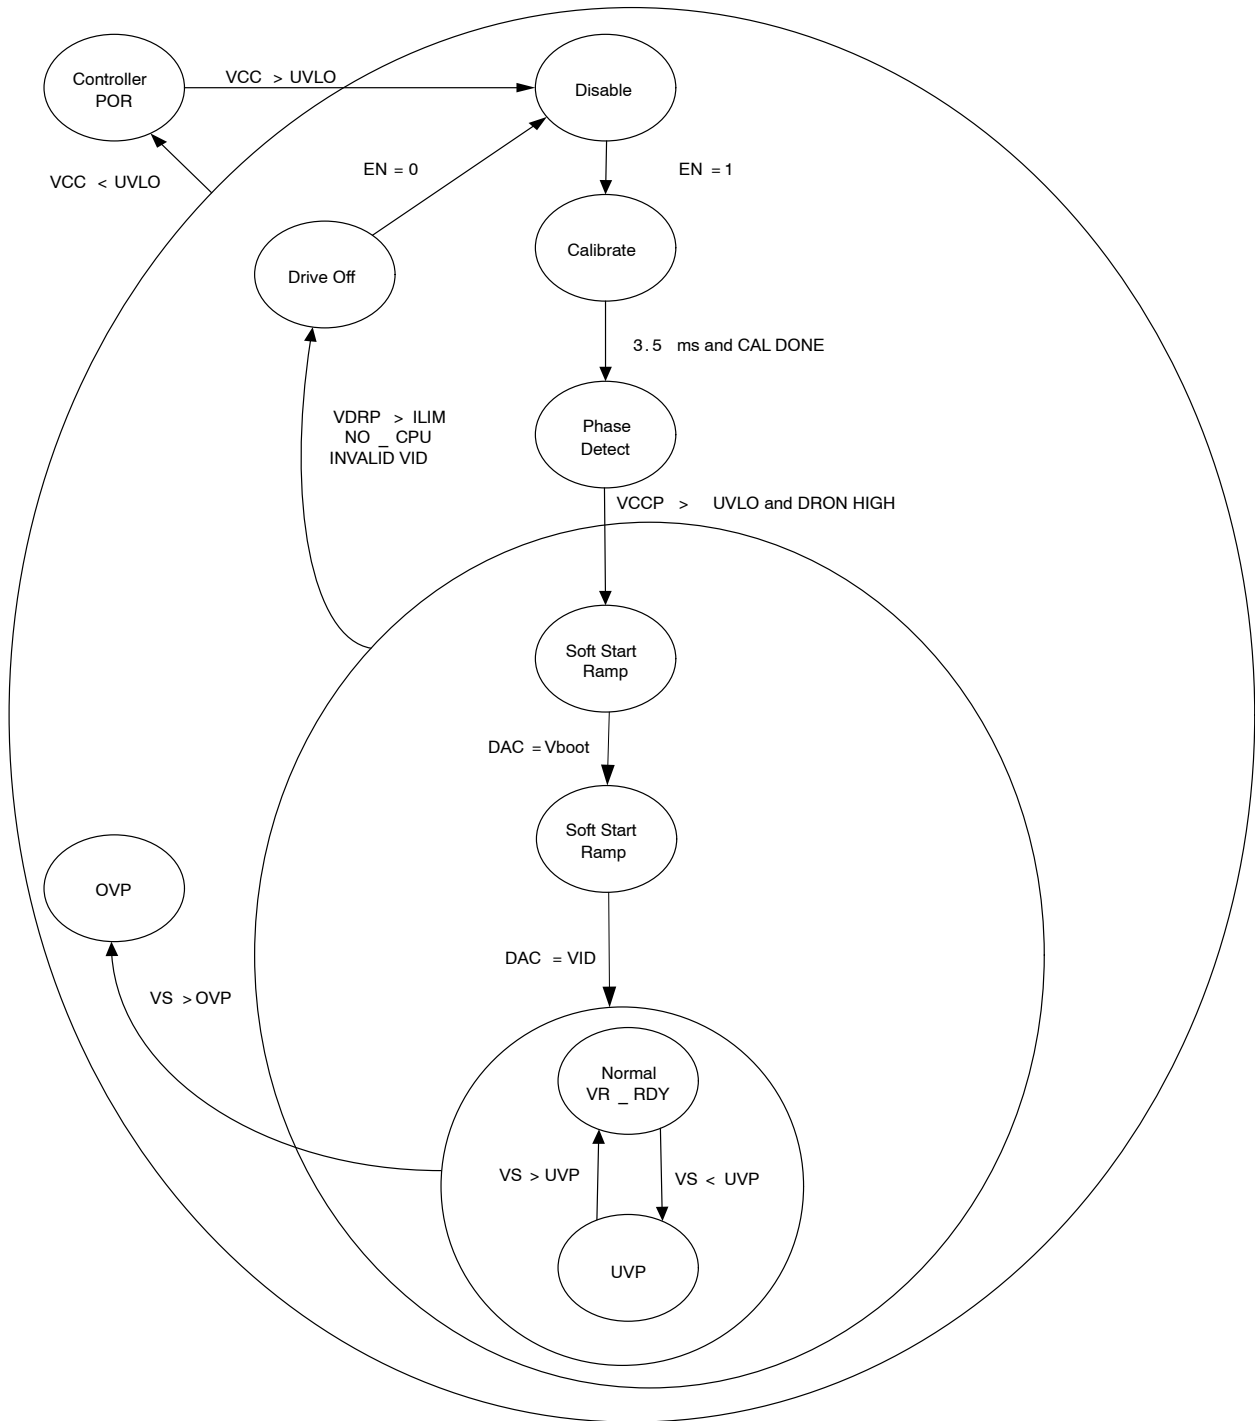 Controller
POR
VCC > UVLO
Disable
VCC < UVLO
EN = 0
EN = 1
Calibrate
Drive Off
3.5 ms and CAL DONE
VDRP > ILIM
NO _ CPU
INVALID VID
Phase
Detect
VCCP > UVLO and DRON HIGH
Soft Start
Ramp
DAC = Vboot
Soft Start
Ramp
OVP
DAC = VID
VS > OVP
Normal
VR _ RDY
VS > UVP
VS < UVP
UVP